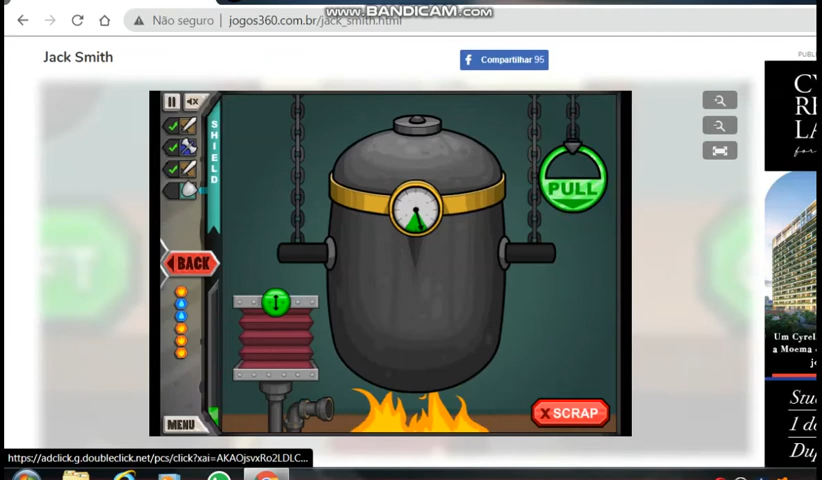 www.BANDICAM.com
Não seguro | jogos360.com.br/jack_smith.html
Jack Smith
Compartilhar 95
SHIELD
PULL
BACK
SCRAP
MENU
Um Cyrel
a Moema
https://adclick.g.doubleclick.net/pcs/click?xai=AKAOjsvxRo2LDLC...